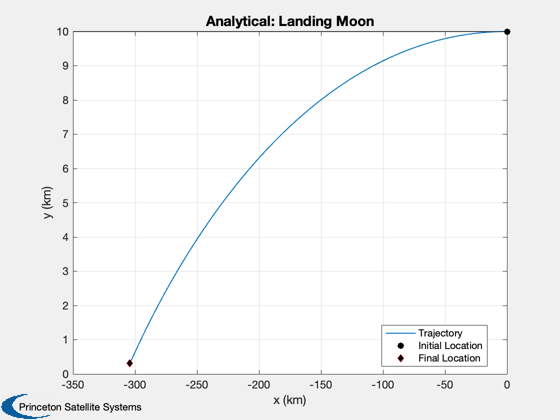 Analytical: Landing Moon
10
9
8
7
6
5
4
3
2
1
0
y (km)
-350 -300 -250 -200 -150 -100 -50 0
x (km)
Trajectory
Initial Location
Final Location
Princeton Satellite Systems